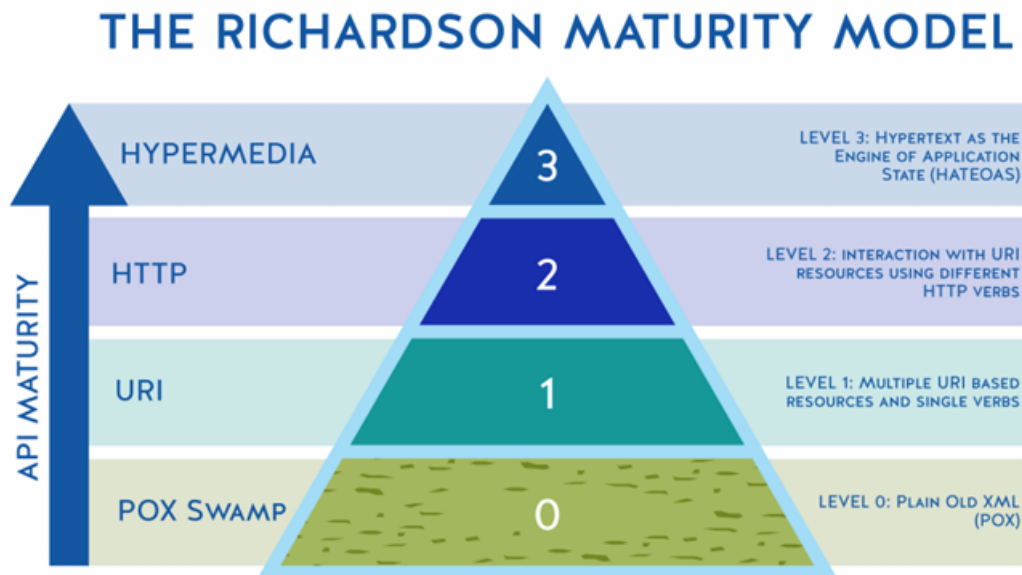 THE RICHARDSON MATURITY MODEL
HYPERMEDIA
3
LEVEL 3: HYPERTEXT AS THE
ENGINE OF APPLICATION
STATE (HATEOAS)
HTTP
2
LEVEL 2: INTERACTION WITH URI
RESOURCES USING DIFFERENT
HTTP VERBS
API MATURITY
URI
1
LEVEL 1: MULTIPLE URI BASED
RESOURCES AND SINGLE VERBS
POX SWAMP
0
LEVEL 0: PLAIN OLD XML
(POX)